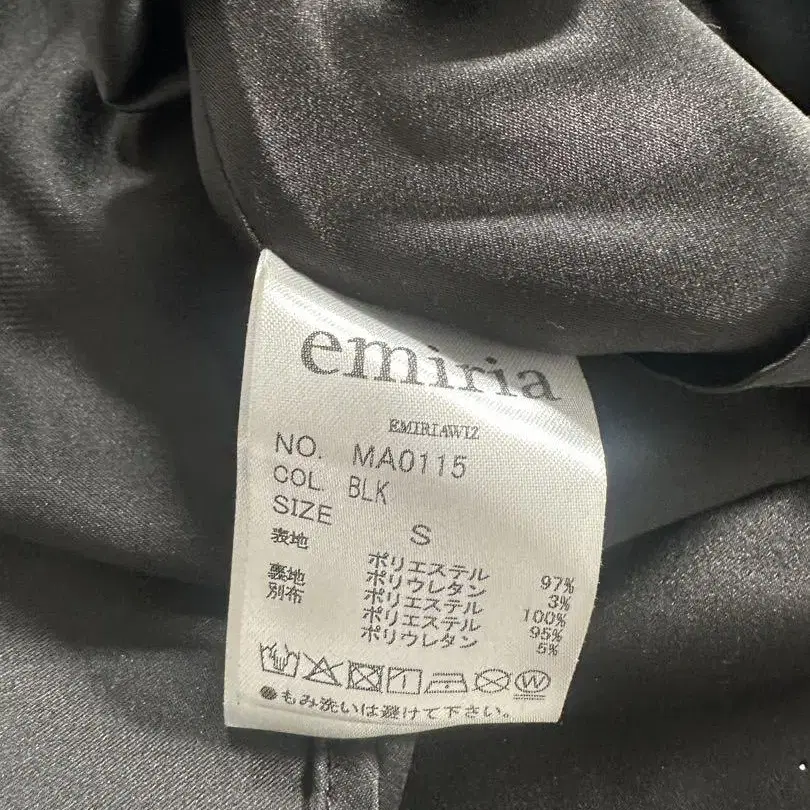 emiria
EMIRIAWIZ
NO. MA0115
COL. BLK
SIZE S
表地 ポリエステル 97%
ポリウレタン 3%
裏地 ポリエステル 100%
別布 ポリエステル 95%
ポリウレタン 5%
W
●もみ洗いは避けて下さい。